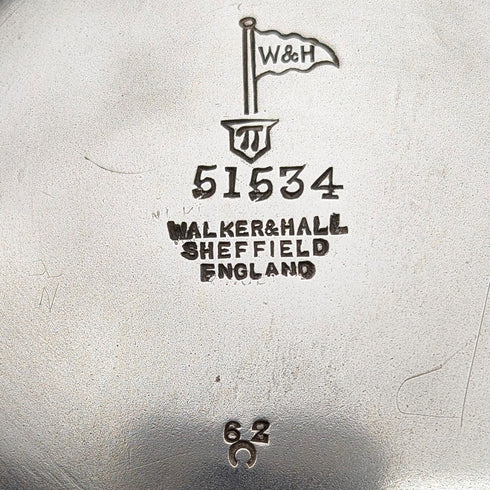 W&H
π
51534
WALKER&HALL
SHEFFIELD
ENGLAND
62